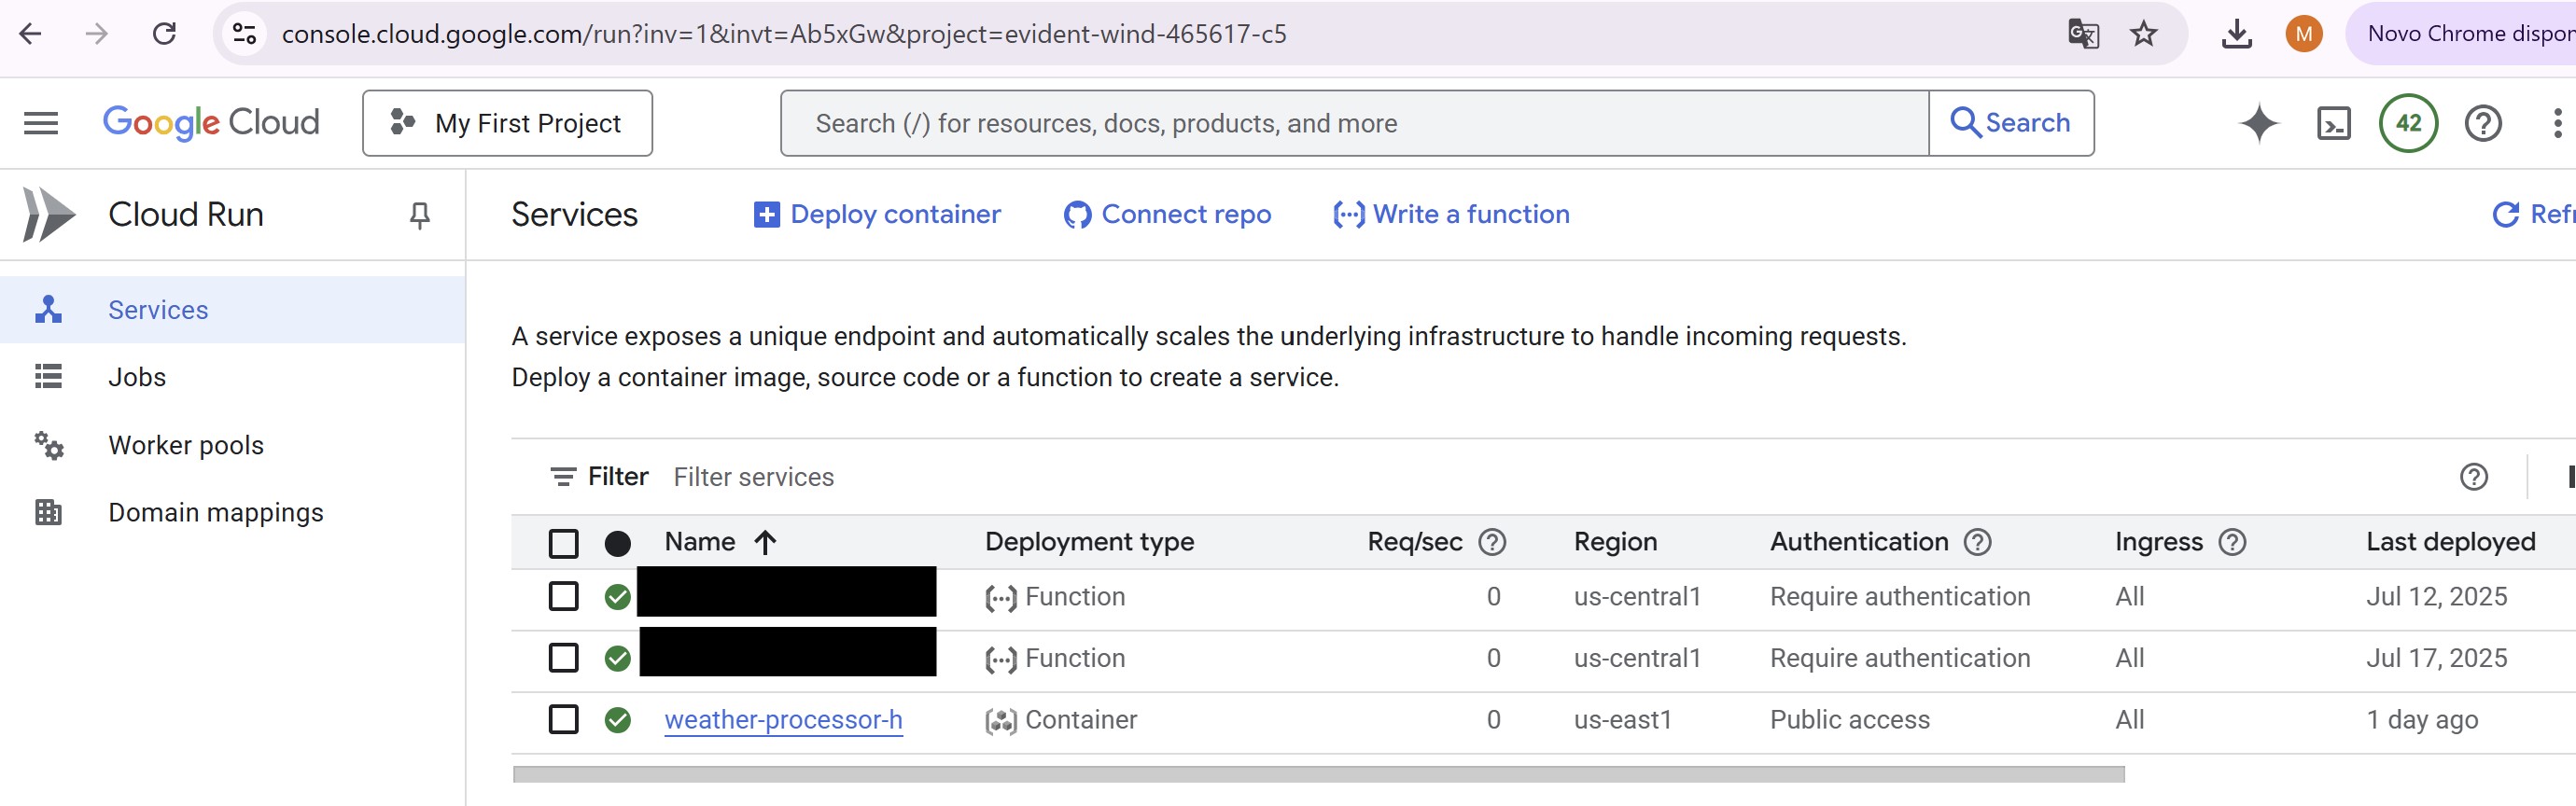 console.cloud.google.com/run?inv=1&invt=Ab5xGw&project=evident-wind-465617-c5
M
Novo Chrome dispon
Google Cloud
My First Project
Search (/) for resources, docs, products, and more
Search
42
Cloud Run
Services
Deploy container
Connect repo
Write a function
Refr
Services
Jobs
Worker pools
Domain mappings
A service exposes a unique endpoint and automatically scales the underlying infrastructure to handle incoming requests.
Deploy a container image, source code or a function to create a service.
Filter Filter services
Name Deployment type Req/sec Region Authentication Ingress Last deployed
Function 0 us-central1 Require authentication All Jul 12, 2025
Function 0 us-central1 Require authentication All Jul 17, 2025
weather-processor-h Container 0 us-east1 Public access All 1 day ago